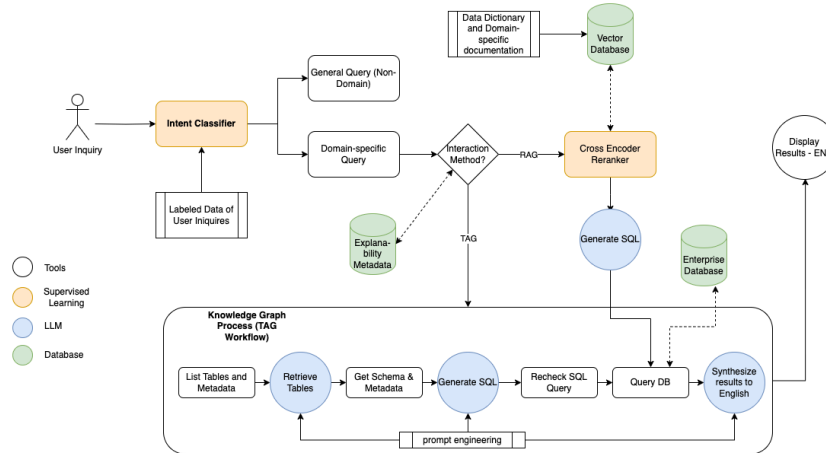 Data Dictionary
and Domain-
specific
documentation
Vector
Database
General Query (Non-
Domain)
User Inquiry
Intent Classifier
Domain-specific
Query
Interaction
Method?
RAG
Cross Encoder
Reranker
Display
Results - EN
Labeled Data of
User Iniquires
TAG
Explana-
bility
Metadata
Generate SQL
Enterprise
Database
Tools
Supervised
Learning
LLM
Database
Knowledge Graph
Process (TAG
Workflow)
List Tables and
Metadata
Retrieve
Tables
Get Schema &
Metadata
Generate SQL
Recheck SQL
Query
Query DB
Synthesize
results to
English
prompt engineering